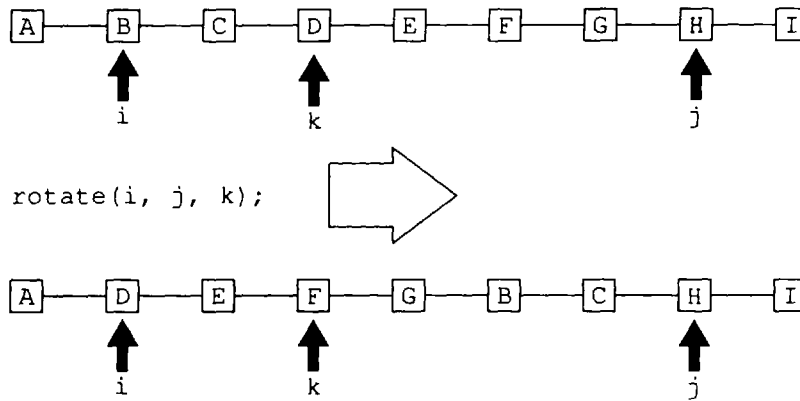 A B C D E F G H I
i k j
rotate(i, j, k);
A D E F G B C H I
i k j